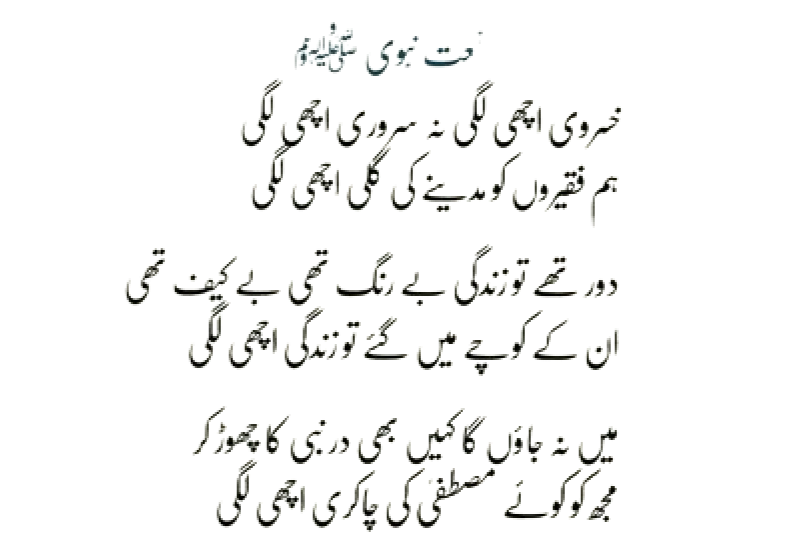 نعت نبوی ﷺ
خسروی اچھی لگی نہ سروری اچھی لگی
ہم فقیروں کو مدینے کی گلی اچھی لگی
دور تھے تو زندگی بے رنگ تھی بے کیف تھی
ان کے کوچے میں گئے تو زندگی اچھی لگی
میں نہ جاؤں گا کہیں بھی در نبی کا چھوڑ کر
مجھ کو کوئے مصطفیٰ کی چاکری اچھی لگی